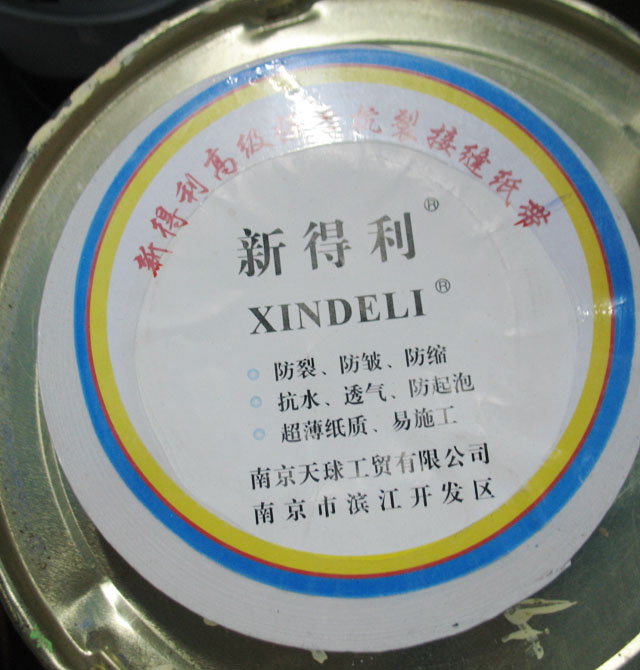 新得利高级
抗裂接缝纸带
新得利®
XINDELI®
防裂、防皱、防缩
抗水、透气、防起泡
超薄纸质、易施工
南京天球工贸有限公司
南京市滨江开发区